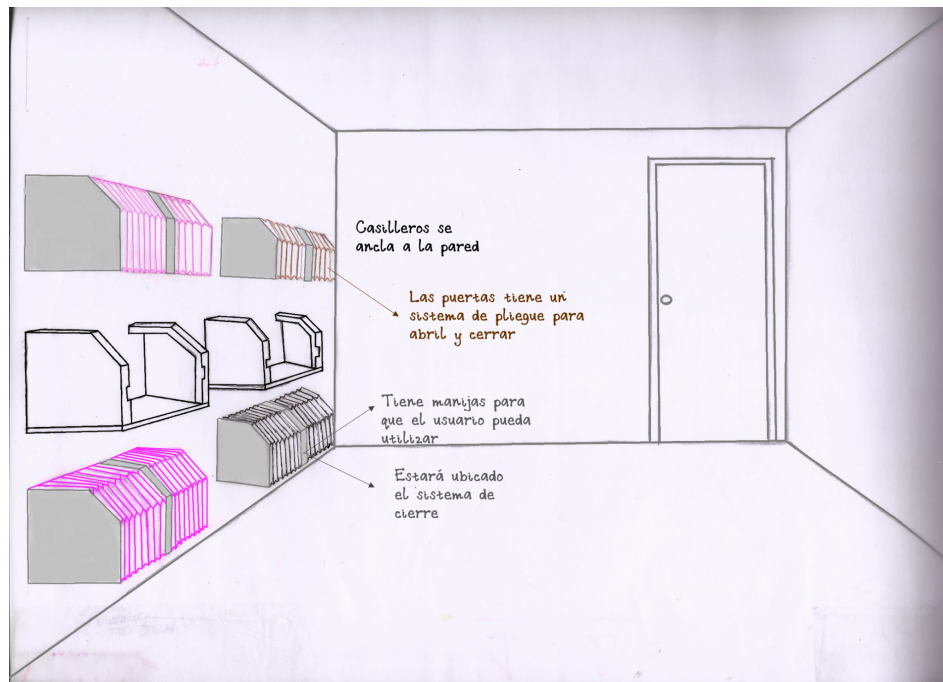 Casilleros se
ancla a la pared
Las puertas tiene un
sistema de pliegue para
abril y cerrar
Tiene manijas para
que el usuario pueda
utilizar
Estará ubicado
el sistema de
cierre